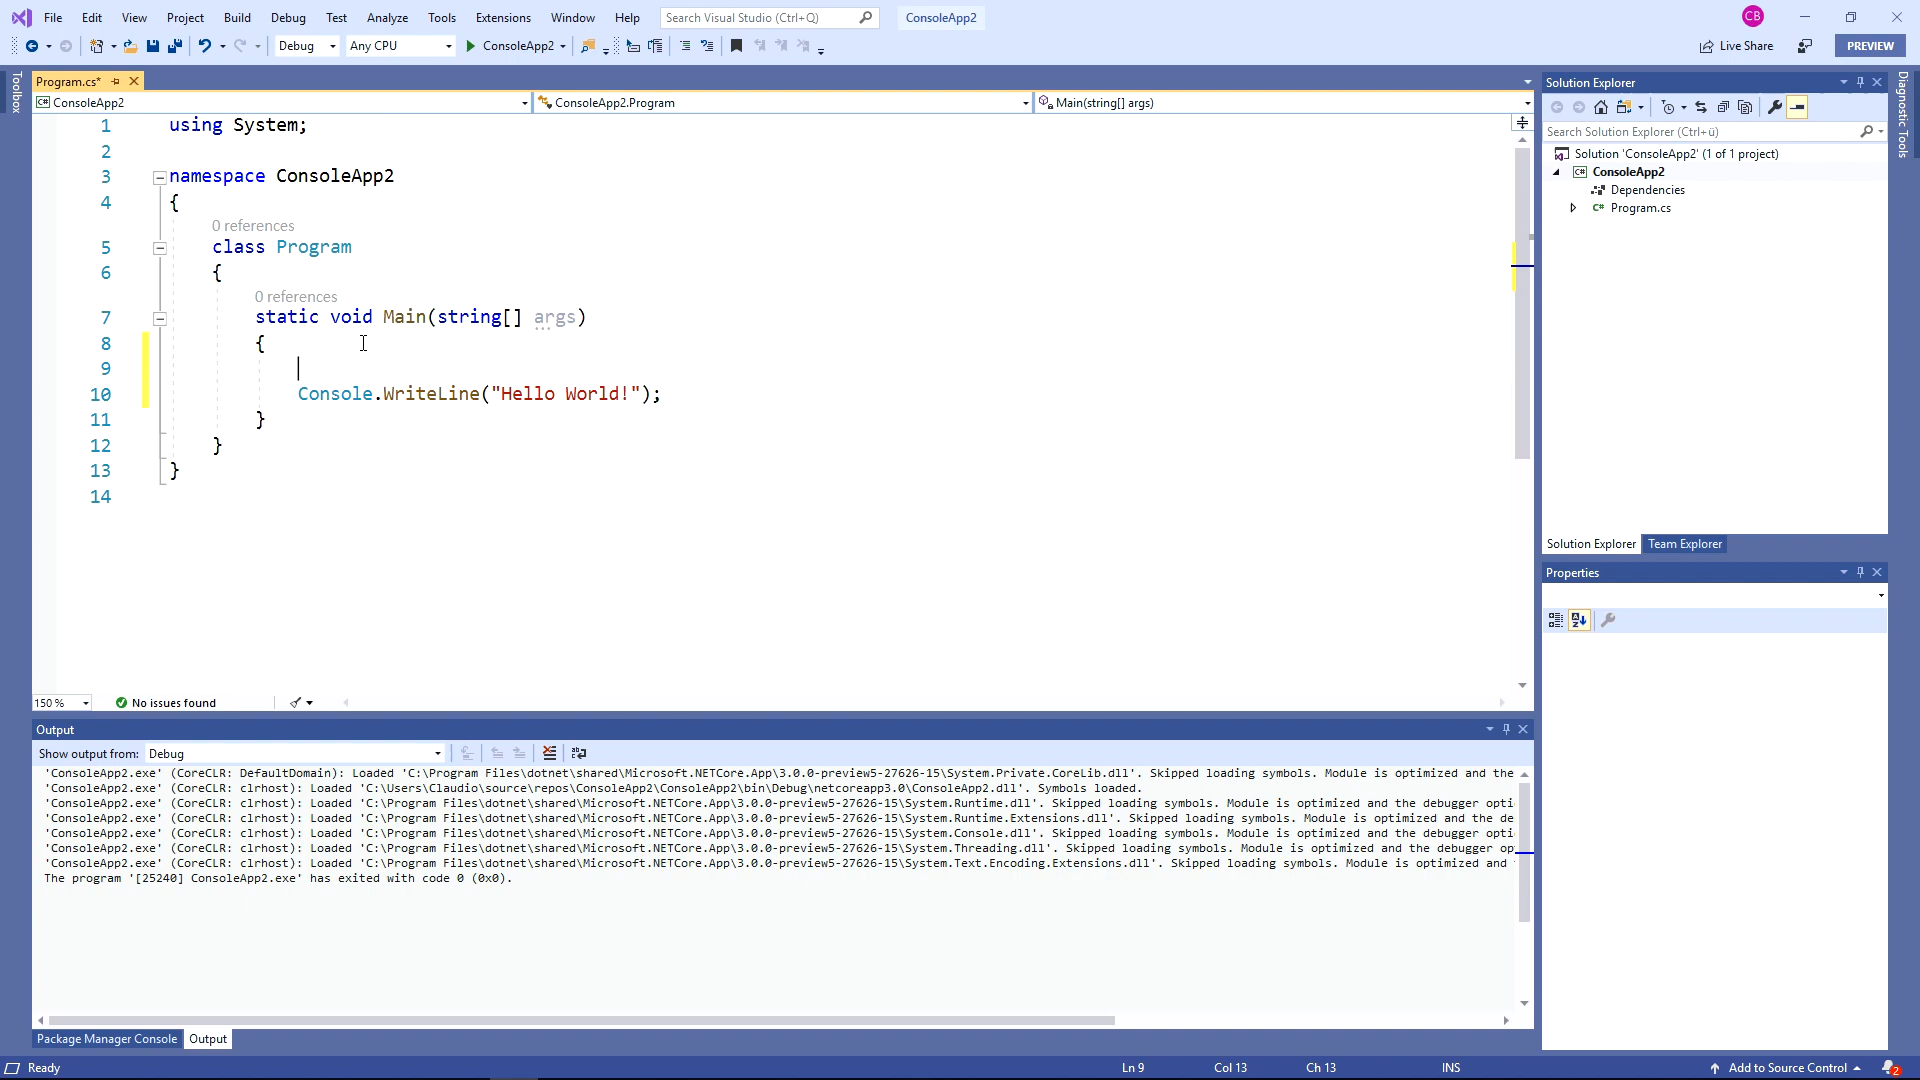 File Edit View Project Build Debug Test Analyze Tools Extensions Window Help Search Visual Studio (Ctrl+Q) ConsoleApp2 CB
Debug Any CPU ConsoleApp2 Live Share PREVIEW
Toolbox
Program.cs*
ConsoleApp2 ConsoleApp2.Program Main(string[] args)
1 using System;
2
3 namespace ConsoleApp2
4 {
0 references
5 class Program
6 {
0 references
7 static void Main(string[] args)
8 {
9
10 Console.WriteLine("Hello World!");
11 }
12 }
13 }
14
150 % No issues found
Output
Show output from: Debug
'ConsoleApp2.exe' (CoreCLR: DefaultDomain): Loaded 'C:\Program Files\dotnet\shared\Microsoft.NETCore.App\3.0.0-preview5-27626-15\System.Private.CoreLib.dll'. Skipped loading symbols. Module is optimized and the
'ConsoleApp2.exe' (CoreCLR: clrhost): Loaded 'C:\Users\Claudio\source\repos\ConsoleApp2\ConsoleApp2\bin\Debug\netcoreapp3.0\ConsoleApp2.dll'. Symbols loaded.
'ConsoleApp2.exe' (CoreCLR: clrhost): Loaded 'C:\Program Files\dotnet\shared\Microsoft.NETCore.App\3.0.0-preview5-27626-15\System.Runtime.dll'. Skipped loading symbols. Module is optimized and the debugger opti
'ConsoleApp2.exe' (CoreCLR: clrhost): Loaded 'C:\Program Files\dotnet\shared\Microsoft.NETCore.App\3.0.0-preview5-27626-15\System.Runtime.Extensions.dll'. Skipped loading symbols. Module is optimized and the de
'ConsoleApp2.exe' (CoreCLR: clrhost): Loaded 'C:\Program Files\dotnet\shared\Microsoft.NETCore.App\3.0.0-preview5-27626-15\System.Console.dll'. Skipped loading symbols. Module is optimized and the debugger opti
'ConsoleApp2.exe' (CoreCLR: clrhost): Loaded 'C:\Program Files\dotnet\shared\Microsoft.NETCore.App\3.0.0-preview5-27626-15\System.Threading.dll'. Skipped loading symbols. Module is optimized and the debugger op
'ConsoleApp2.exe' (CoreCLR: clrhost): Loaded 'C:\Program Files\dotnet\shared\Microsoft.NETCore.App\3.0.0-preview5-27626-15\System.Text.Encoding.Extensions.dll'. Skipped loading symbols. Module is optimized and
The program '[25240] ConsoleApp2.exe' has exited with code 0 (0x0).
Package Manager Console Output
Solution Explorer
Search Solution Explorer (Ctrl+ü)
Solution 'ConsoleApp2' (1 of 1 project)
ConsoleApp2
Dependencies
Program.cs
Solution Explorer Team Explorer
Properties
Diagnostic Tools
Ready Ln 9 Col 13 Ch 13 INS Add to Source Control 2